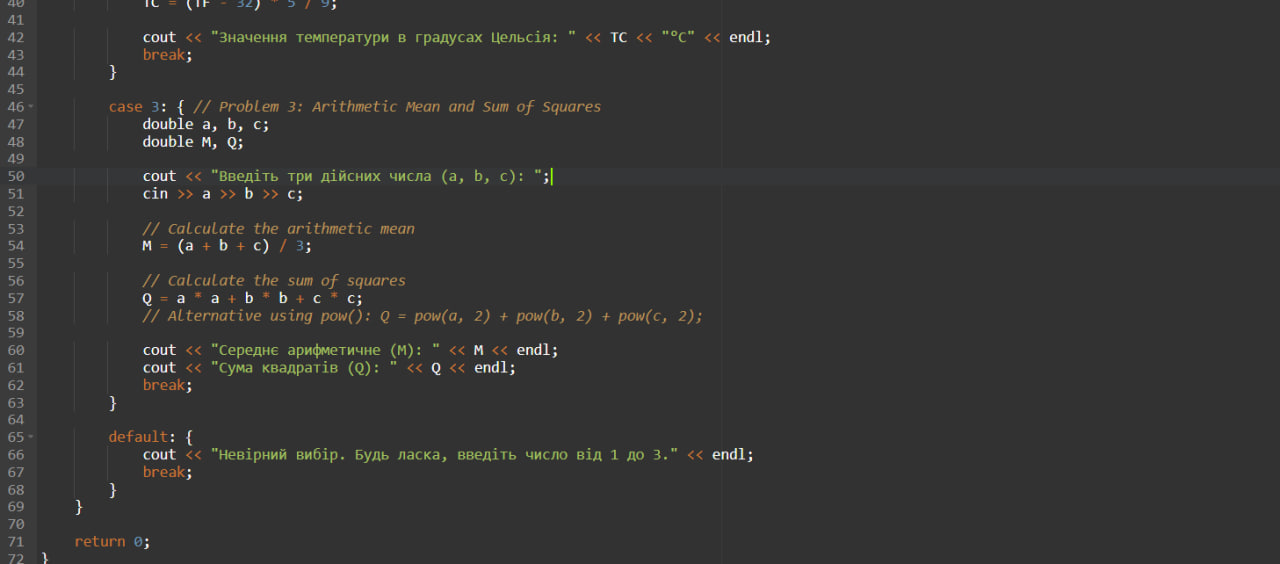 40 TC = (TF - 32) * 5 / 9;
41
42 cout << "Значення температури в градусах Цельсія: " << TC << "°C" << endl;
43 break;
44 }
45
46 case 3: { // Problem 3: Arithmetic Mean and Sum of Squares
47 double a, b, c;
48 double M, Q;
49
50 cout << "Введіть три дійсних числа (a, b, c): ";
51 cin >> a >> b >> c;
52
53 // Calculate the arithmetic mean
54 M = (a + b + c) / 3;
55
56 // Calculate the sum of squares
57 Q = a * a + b * b + c * c;
58 // Alternative using pow(): Q = pow(a, 2) + pow(b, 2) + pow(c, 2);
59
60 cout << "Середнє арифметичне (M): " << M << endl;
61 cout << "Сума квадратів (Q): " << Q << endl;
62 break;
63 }
64
65 default: {
66 cout << "Невірний вибір. Будь ласка, введіть число від 1 до 3." << endl;
67 break;
68 }
69 }
70
71 return 0;
72 }